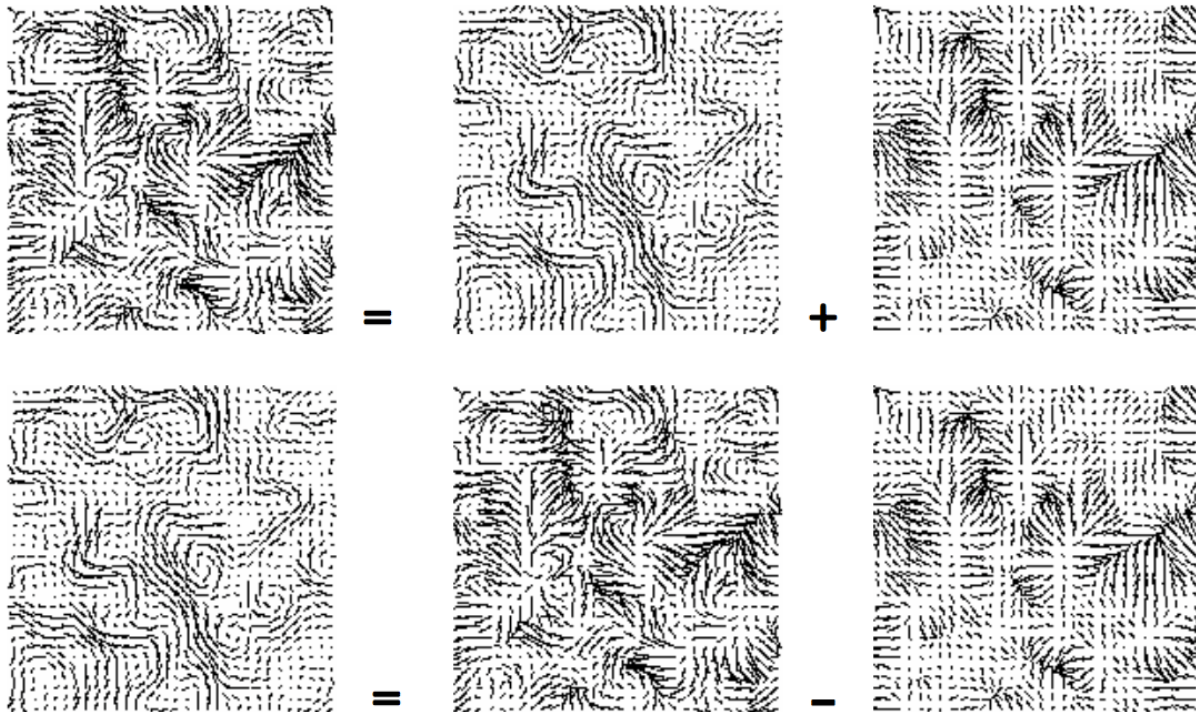 = +
= -